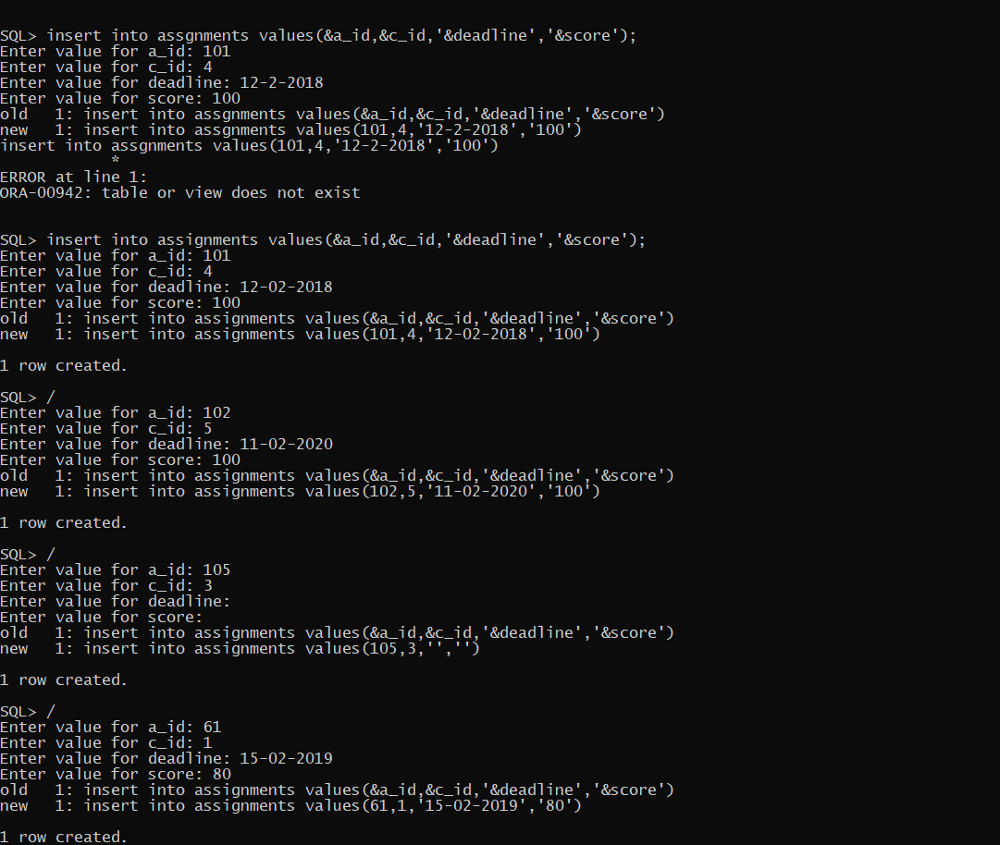 SQL> insert into assgnments values(&a_id,&c_id,'&deadline','&score');
Enter value for a_id: 101
Enter value for c_id: 4
Enter value for deadline: 12-2-2018
Enter value for score: 100
old   1: insert into assgnments values(&a_id,&c_id,'&deadline','&score')
new   1: insert into assgnments values(101,4,'12-2-2018','100')
insert into assgnments values(101,4,'12-2-2018','100')
            *
ERROR at line 1:
ORA-00942: table or view does not exist
SQL> insert into assignments values(&a_id,&c_id,'&deadline','&score');
Enter value for a_id: 101
Enter value for c_id: 4
Enter value for deadline: 12-02-2018
Enter value for score: 100
old   1: insert into assignments values(&a_id,&c_id,'&deadline','&score')
new   1: insert into assignments values(101,4,'12-02-2018','100')
1 row created.
SQL> /
Enter value for a_id: 102
Enter value for c_id: 5
Enter value for deadline: 11-02-2020
Enter value for score: 100
old   1: insert into assignments values(&a_id,&c_id,'&deadline','&score')
new   1: insert into assignments values(102,5,'11-02-2020','100')
1 row created.
SQL> /
Enter value for a_id: 105
Enter value for c_id: 3
Enter value for deadline:
Enter value for score:
old   1: insert into assignments values(&a_id,&c_id,'&deadline','&score')
new   1: insert into assignments values(105,3,'','')
1 row created.
SQL> /
Enter value for a_id: 61
Enter value for c_id: 1
Enter value for deadline: 15-02-2019
Enter value for score: 80
old   1: insert into assignments values(&a_id,&c_id,'&deadline','&score')
new   1: insert into assignments values(61,1,'15-02-2019','80')
1 row created.